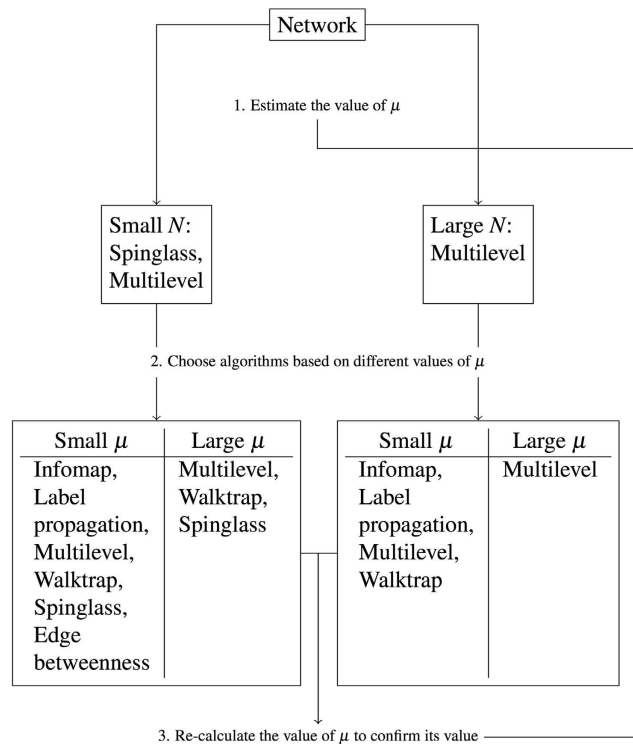 Network
1. Estimate the value of μ
Small N:
Spinglass,
Multilevel
Large N:
Multilevel
2. Choose algorithms based on different values of μ
Small μ
Large μ
Infomap,
Label
propagation,
Multilevel,
Walktrap,
Spinglass,
Edge
betweenness
Multilevel,
Walktrap,
Spinglass
Small μ
Large μ
Infomap,
Label
propagation,
Multilevel,
Walktrap
Multilevel
3. Re-calculate the value of μ to confirm its value